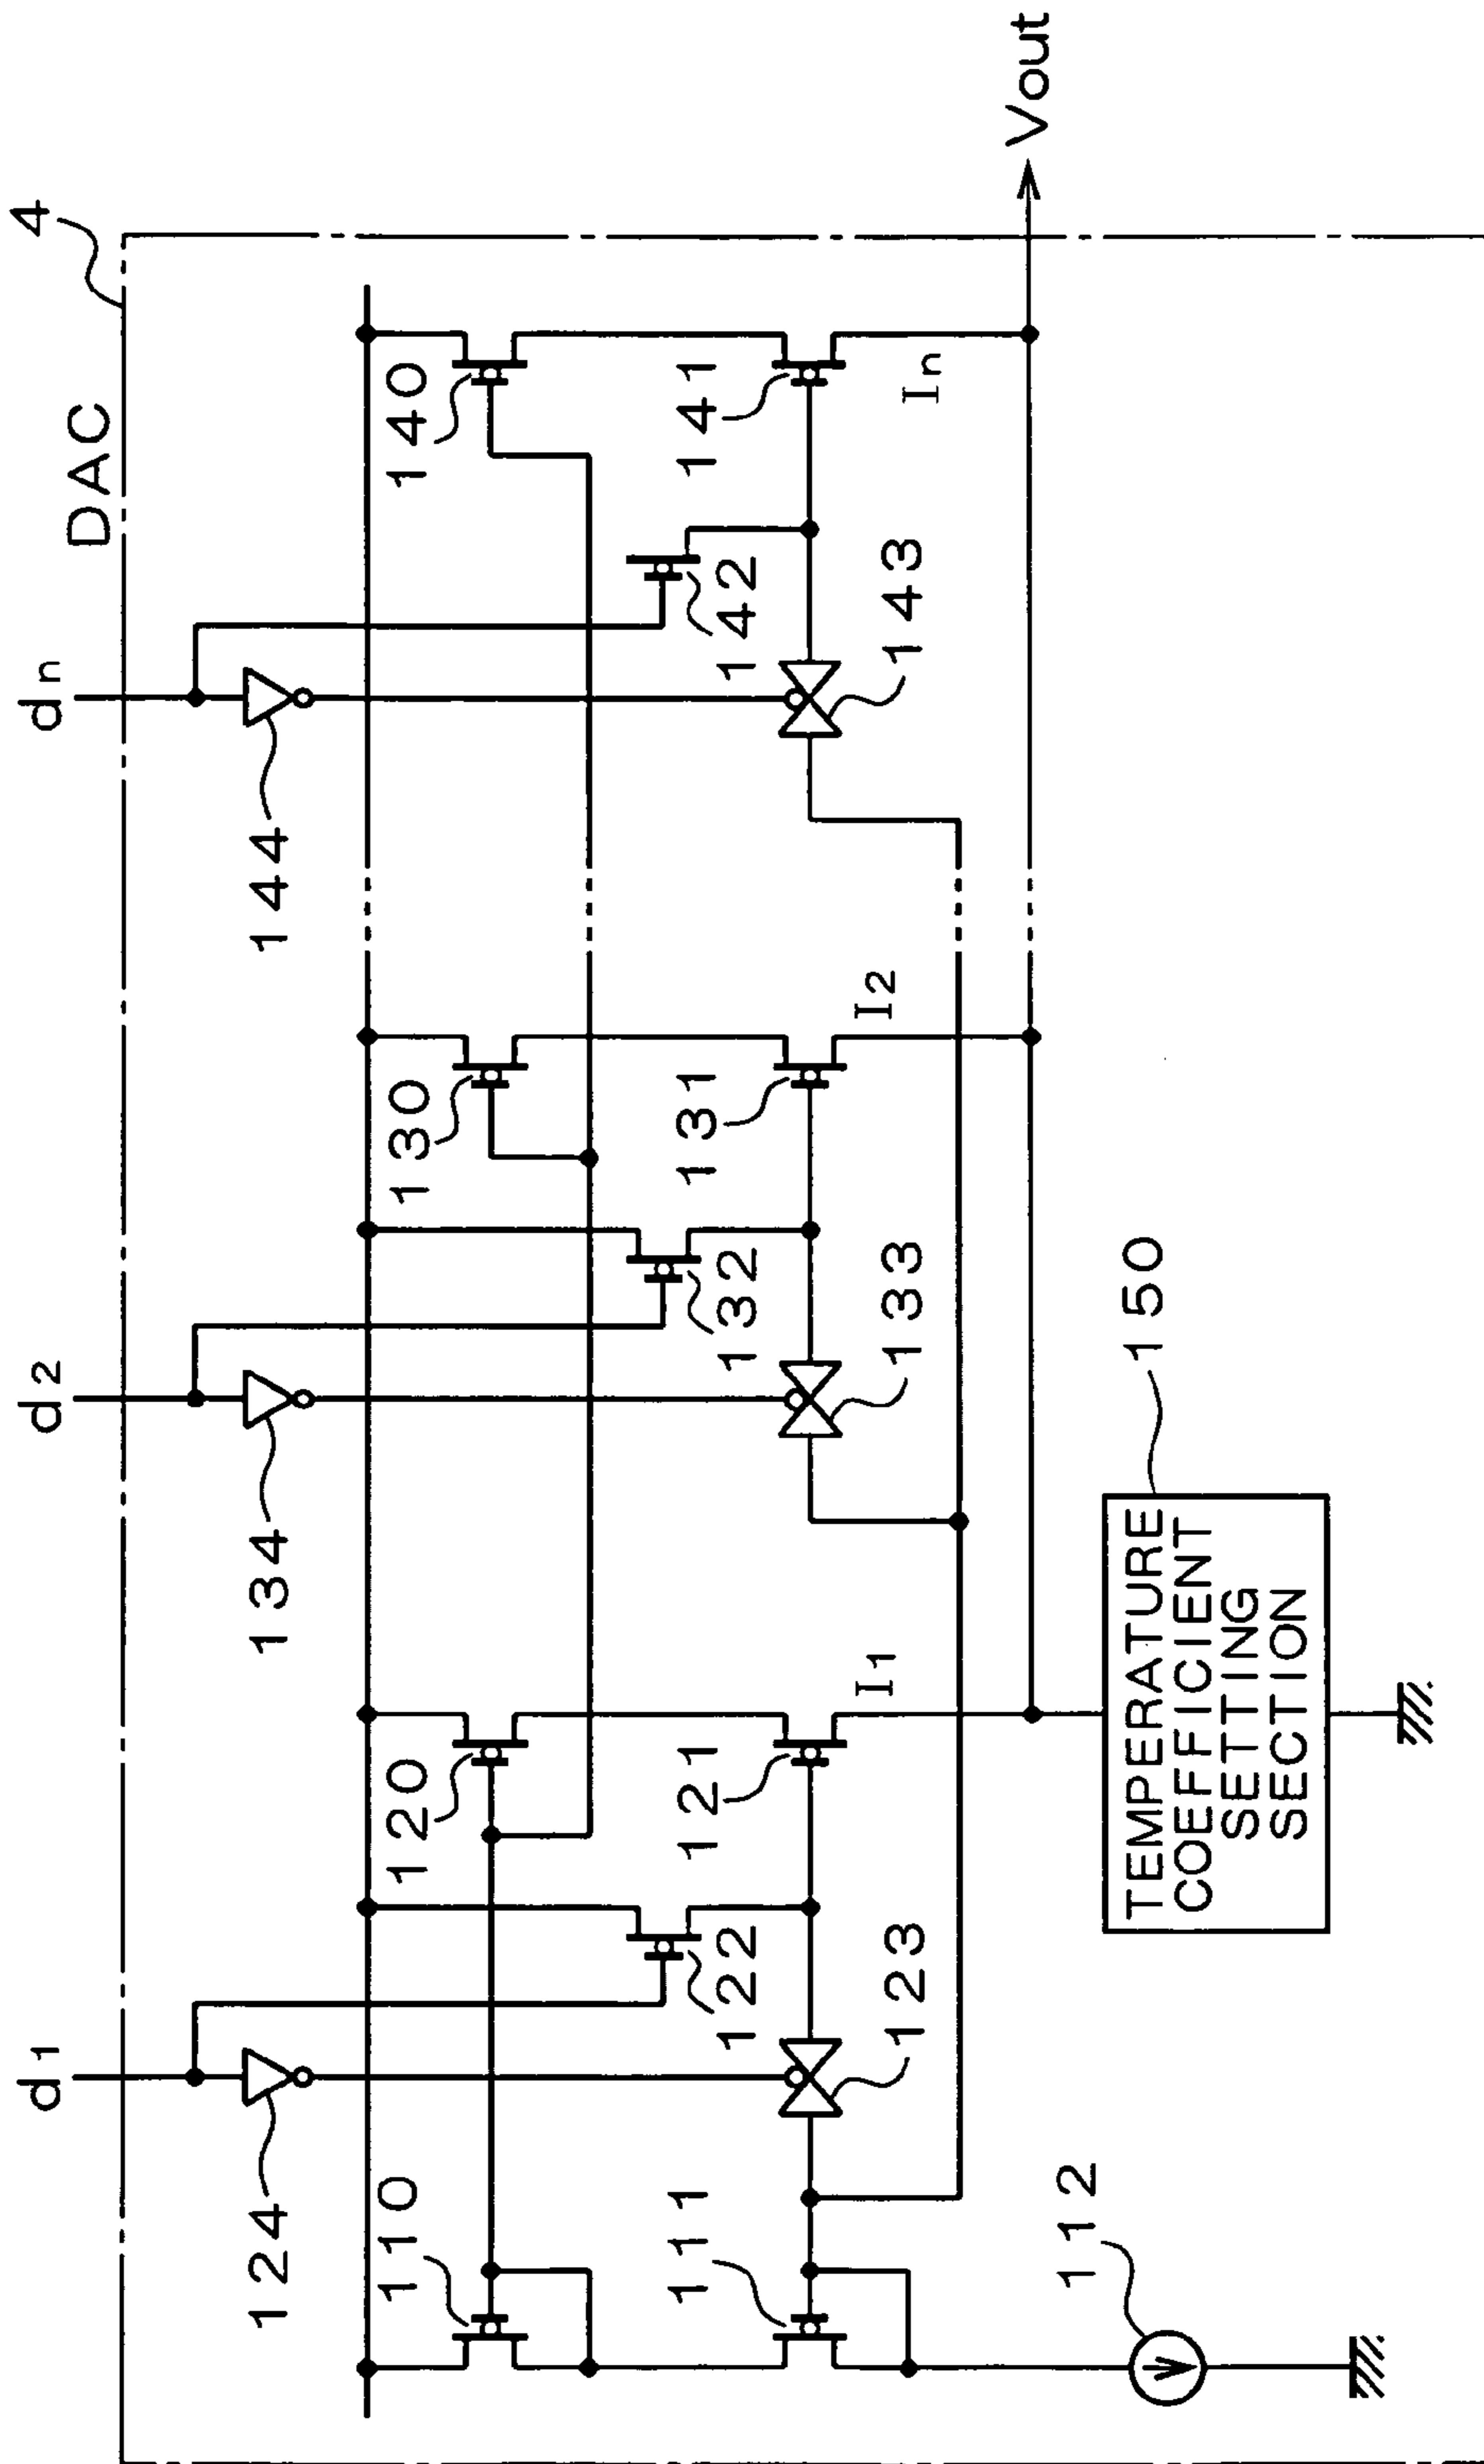 4
DAC
d1
d2
dn
124
134
144
110
120
130
140
122
132
142
111
121
131
141
123
133
143
I1
I2
In
112
150
TEMPERATURE
COEFFICIENT
SETTING
SECTION
Vout